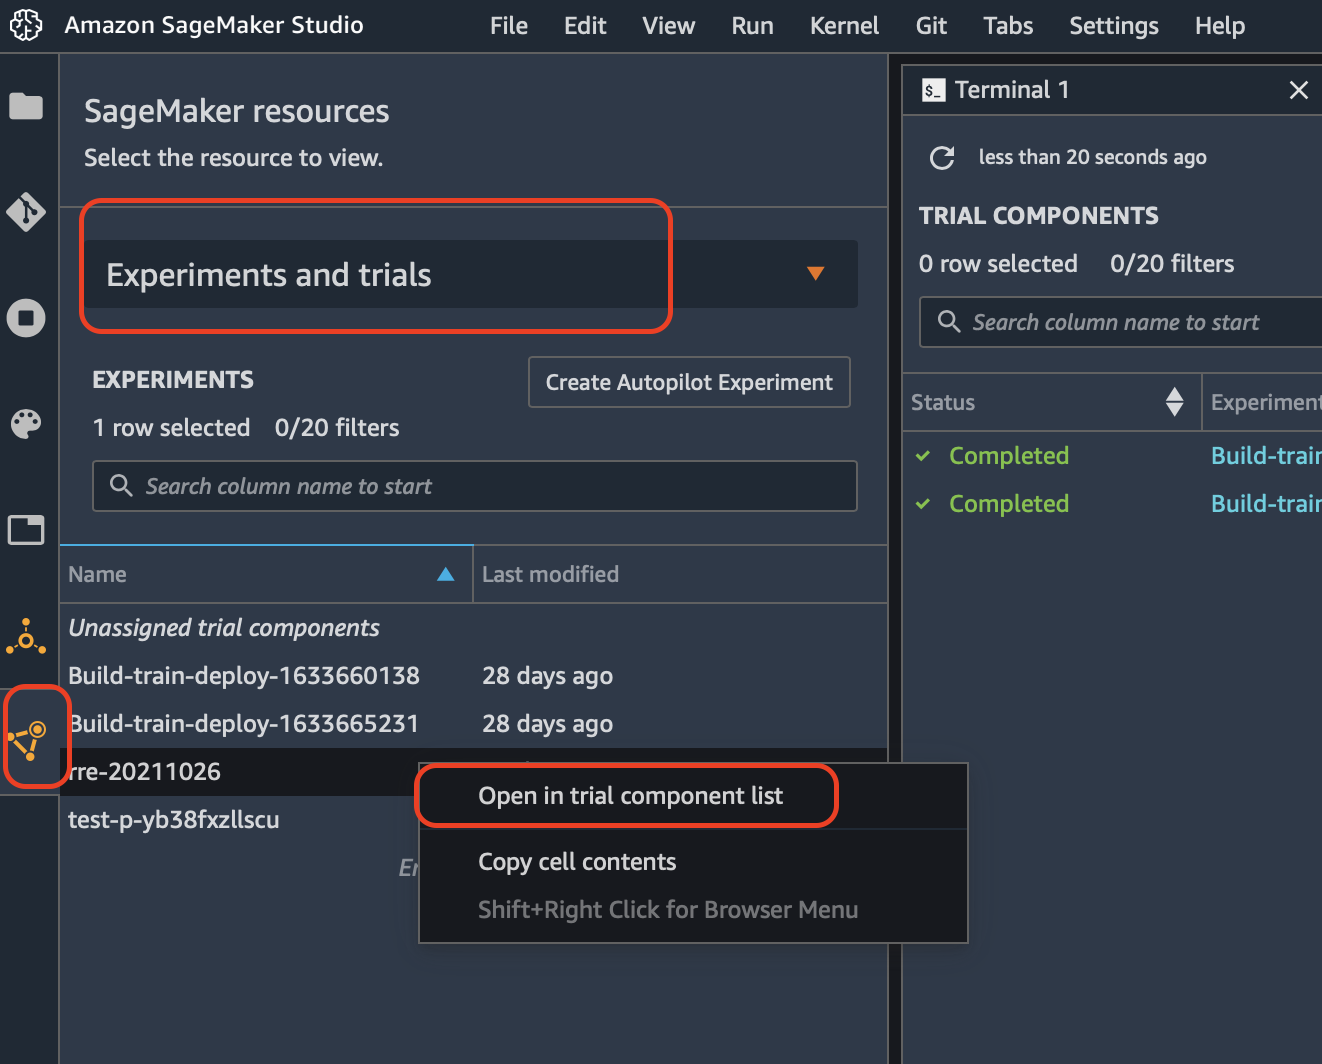 Amazon SageMaker Studio File Edit View Run Kernel Git Tabs Settings Help
SageMaker resources
Select the resource to view.
Experiments and trials
EXPERIMENTS
Create Autopilot Experiment
1 row selected 0/20 filters
Search column name to start
Name Last modified
Unassigned trial components
Build-train-deploy-1633660138 28 days ago
Build-train-deploy-1633665231 28 days ago
rre-20211026
test-p-yb38fxzllscu
Open in trial component list
Copy cell contents
Shift+Right Click for Browser Menu
$_ Terminal 1
less than 20 seconds ago
TRIAL COMPONENTS
0 row selected 0/20 filters
Search column name to start
Status Experiment
Completed Build-train
Completed Build-train